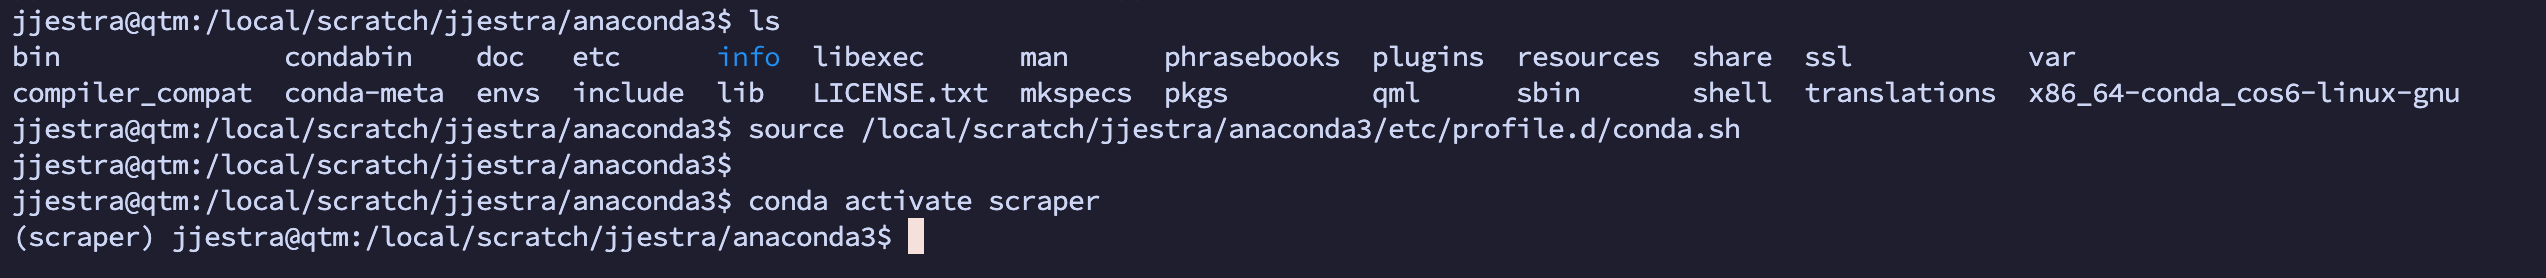 jjestra@qtm:/local/scratch/jjestra/anaconda3$ ls
bin condabin doc etc info libexec man phrasebooks plugins resources share ssl var
compiler_compat conda-meta envs include lib LICENSE.txt mkspecs pkgs qml sbin shell translations x86_64-conda_cos6-linux-gnu
jjestra@qtm:/local/scratch/jjestra/anaconda3$ source /local/scratch/jjestra/anaconda3/etc/profile.d/conda.sh
jjestra@qtm:/local/scratch/jjestra/anaconda3$
jjestra@qtm:/local/scratch/jjestra/anaconda3$ conda activate scraper
(scraper) jjestra@qtm:/local/scratch/jjestra/anaconda3$